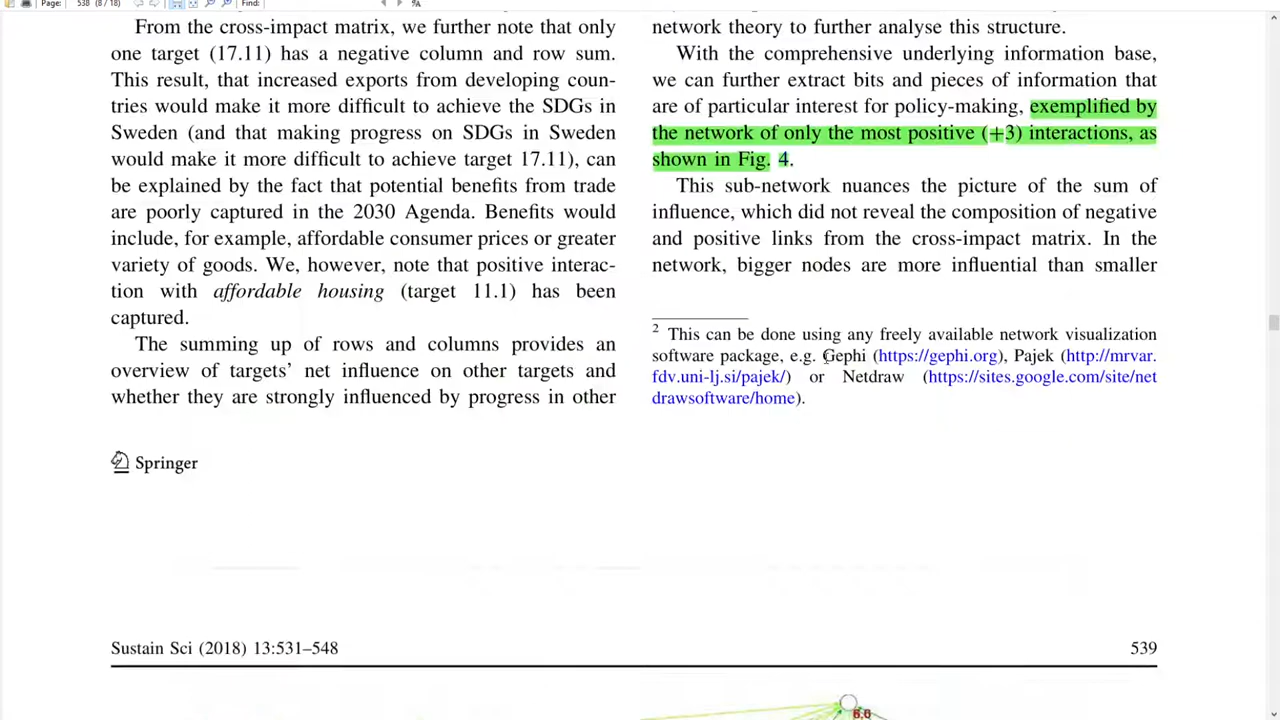 Page: 538 (8 / 18) Find:
From the cross-impact matrix, we further note that only
one target (17.11) has a negative column and row sum.
This result, that increased exports from developing coun-
tries would make it more difficult to achieve the SDGs in
Sweden (and that making progress on SDGs in Sweden
would make it more difficult to achieve target 17.11), can
be explained by the fact that potential benefits from trade
are poorly captured in the 2030 Agenda. Benefits would
include, for example, affordable consumer prices or greater
variety of goods. We, however, note that positive interac-
tion with affordable housing (target 11.1) has been
captured.
The summing up of rows and columns provides an
overview of targets' net influence on other targets and
whether they are strongly influenced by progress in other
network theory to further analyse this structure.
With the comprehensive underlying information base,
we can further extract bits and pieces of information that
are of particular interest for policy-making, exemplified by
the network of only the most positive (+3) interactions, as
shown in Fig. 4.
This sub-network nuances the picture of the sum of
influence, which did not reveal the composition of negative
and positive links from the cross-impact matrix. In the
network, bigger nodes are more influential than smaller
2 This can be done using any freely available network visualization
software package, e.g. Gephi (https://gephi.org), Pajek (http://mrvar.
fdv.uni-lj.si/pajek/) or Netdraw (https://sites.google.com/site/net
drawsoftware/home).
Springer
Sustain Sci (2018) 13:531–548 539
6.6